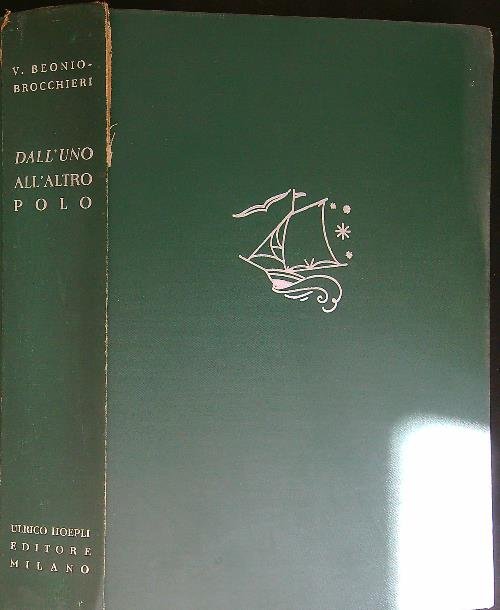 V. BEONIO-
BROCCHIERI
DALL'UNO
ALL'ALTRO
POLO
ULRICO HOEPLI
EDITORE
MILANO